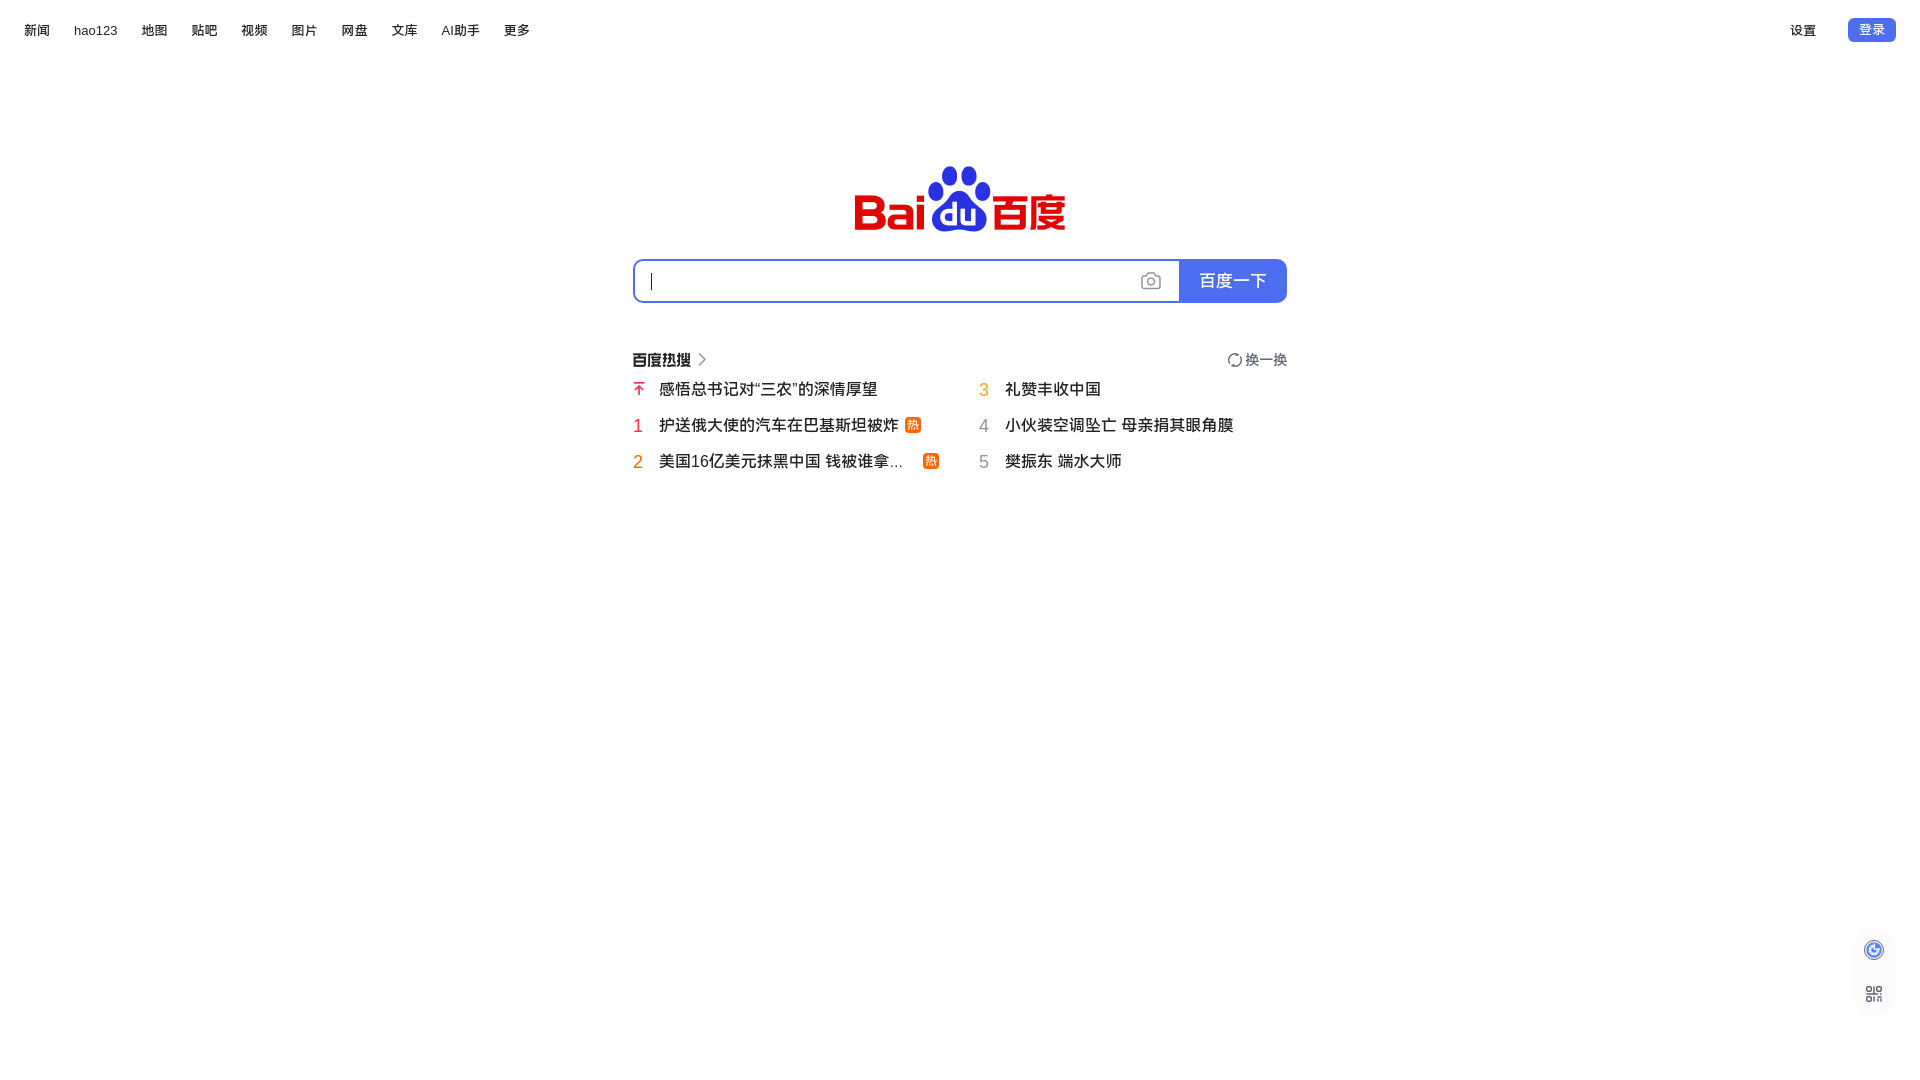 新闻 hao123 地图 贴吧 视频 图片 网盘 文库 AI助手 更多 设置 登录
Bai du 百度
百度一下
百度热搜 换一换
感悟总书记对“三农”的深情厚望
1 护送俄大使的汽车在巴基斯坦被炸 热
2 美国16亿美元抹黑中国 钱被谁拿... 热
3 礼赞丰收中国
4 小伙装空调坠亡 母亲捐其眼角膜
5 樊振东 端水大师